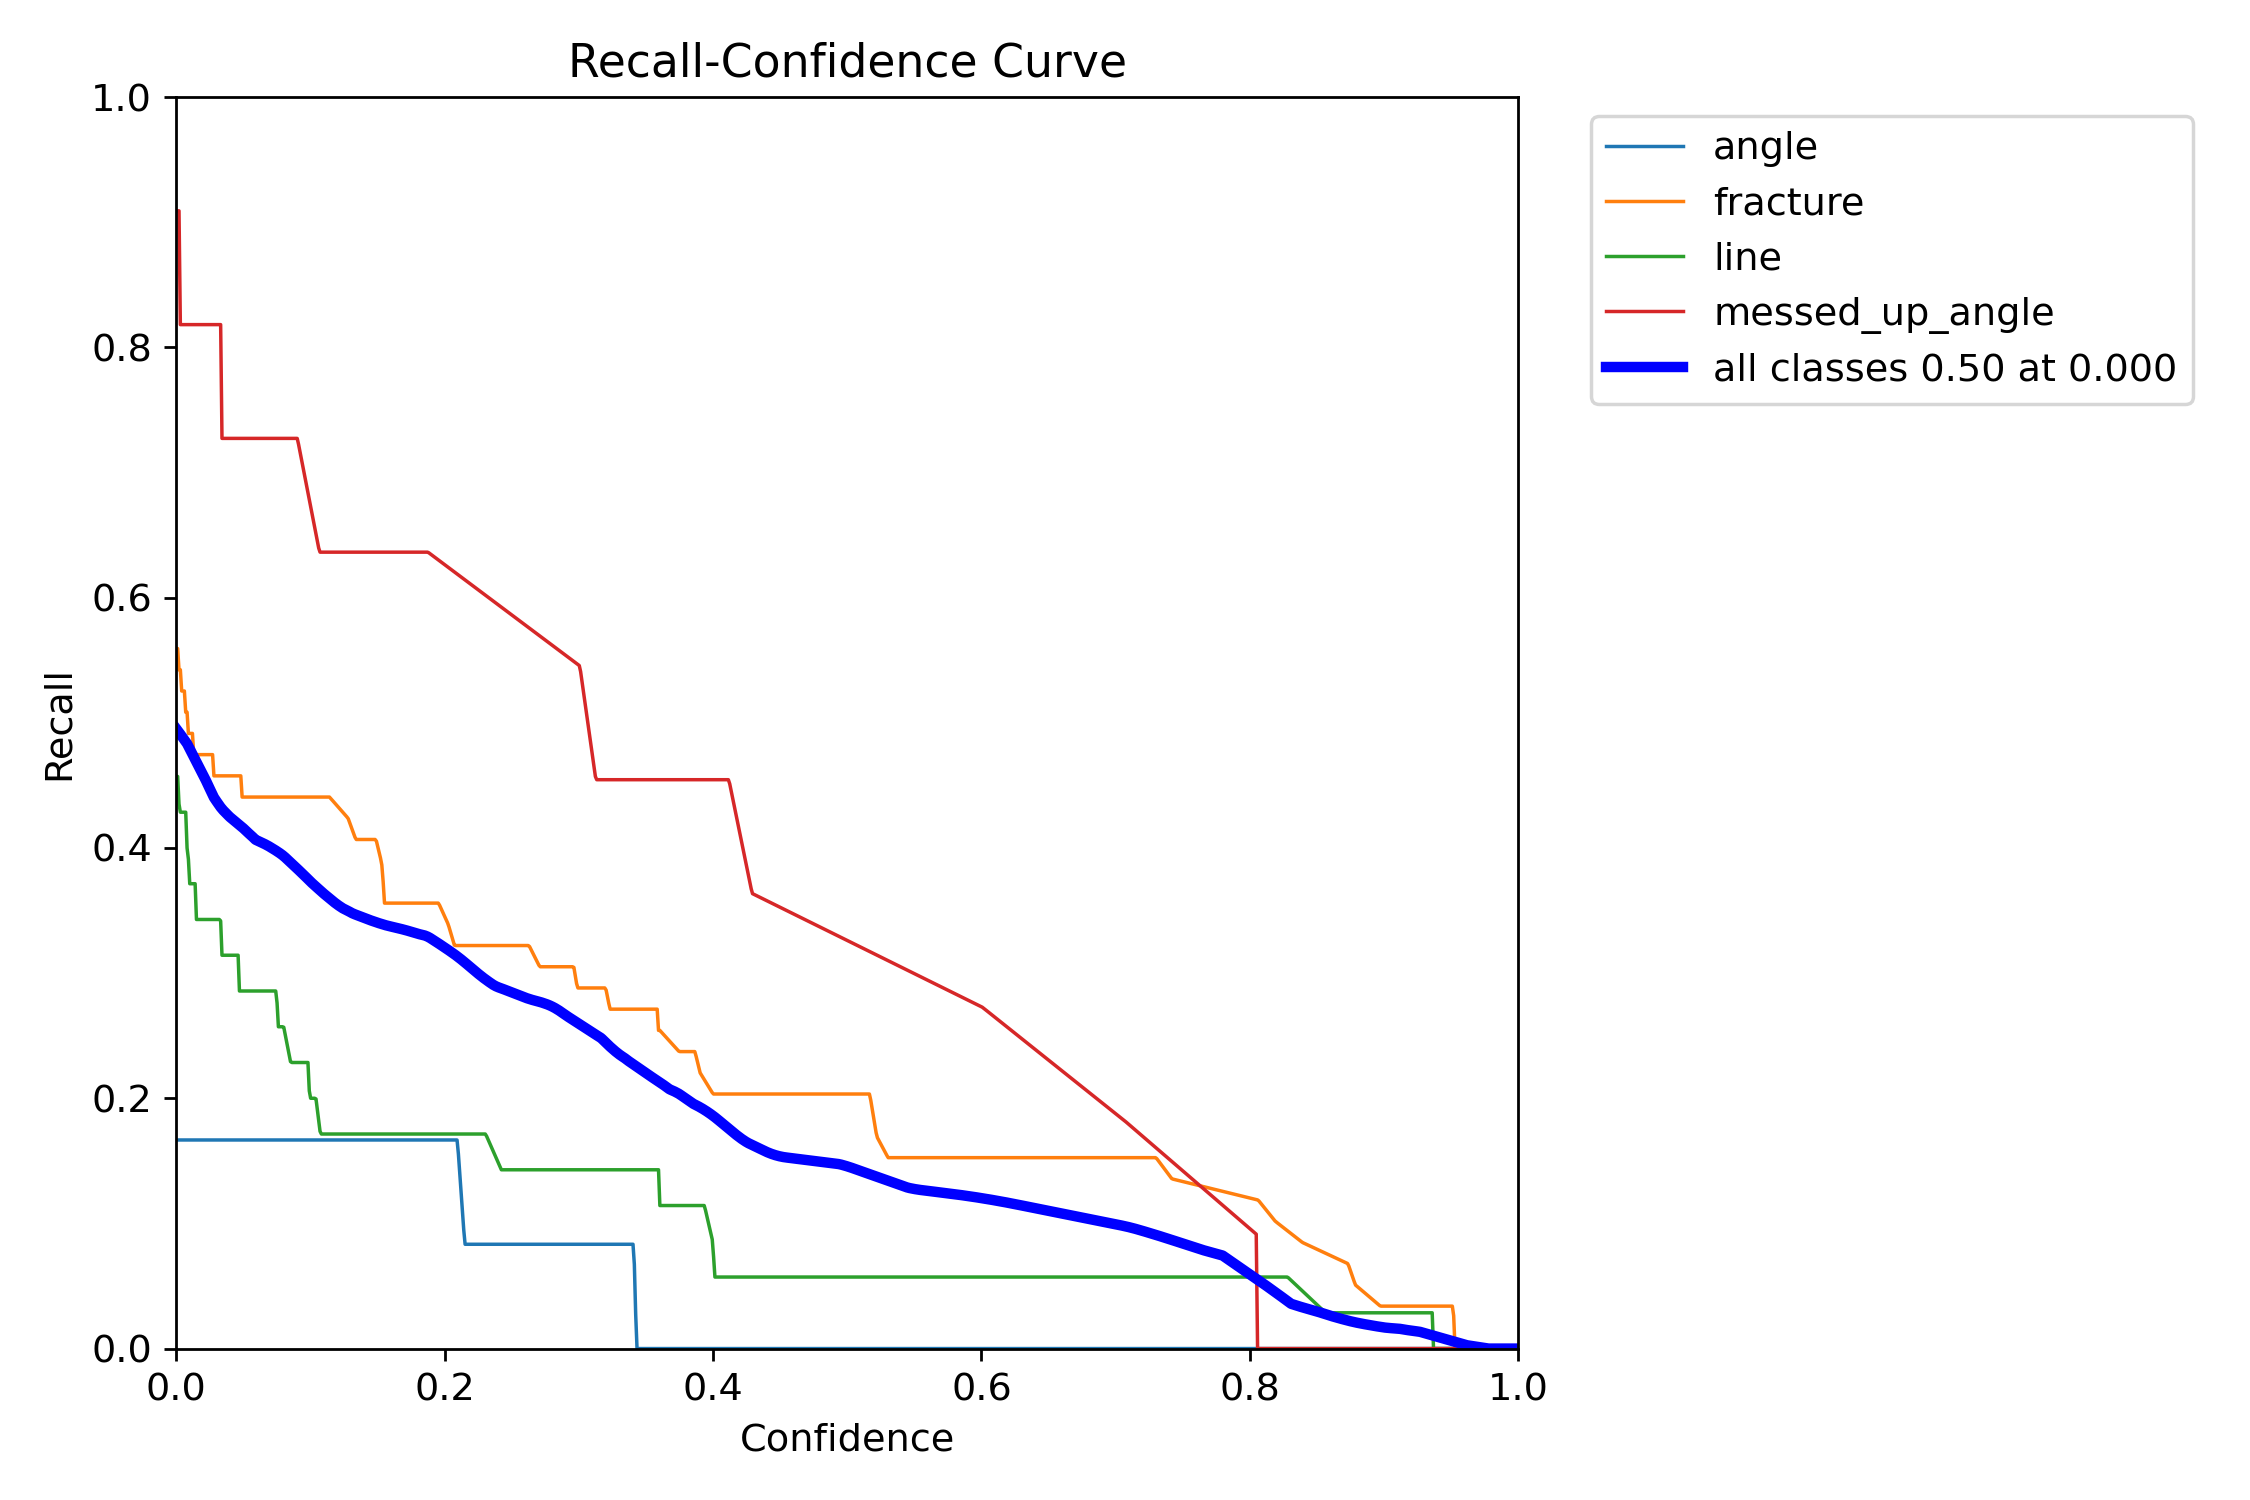 Recall-Confidence Curve
1.0
0.8
0.6
0.4
0.2
0.0
Recall
0.0 0.2 0.4 0.6 0.8 1.0
Confidence
angle
fracture
line
messed_up_angle
all classes 0.50 at 0.000